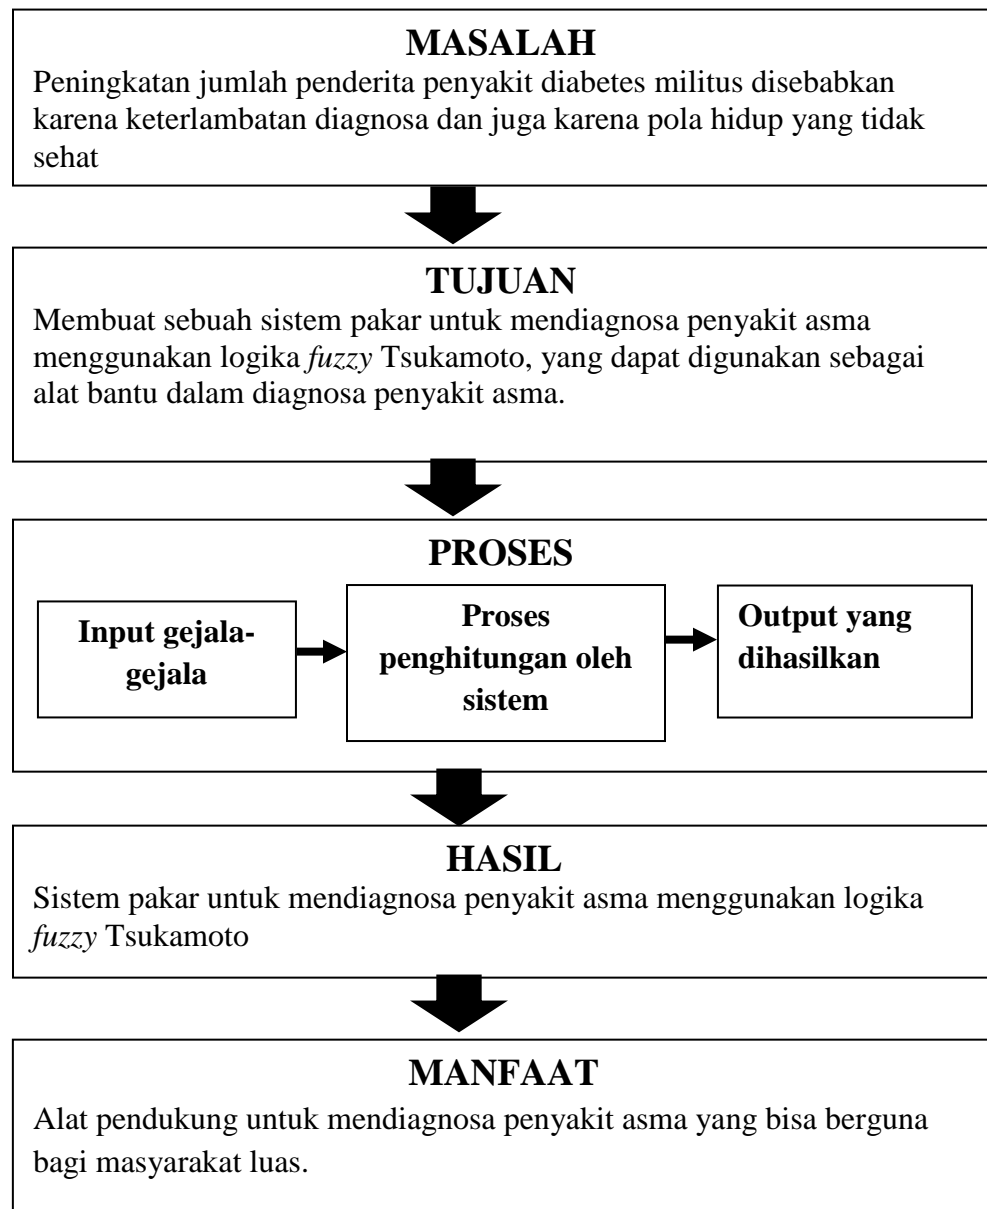 MASALAH
Peningkatan jumlah penderita penyakit diabetes militus disebabkan
karena keterlambatan diagnosa dan juga karena pola hidup yang tidak
sehat
TUJUAN
Membuat sebuah sistem pakar untuk mendiagnosa penyakit asma
menggunakan logika fuzzy Tsukamoto, yang dapat digunakan sebagai
alat bantu dalam diagnosa penyakit asma.
PROSES
Input gejala-
gejala
Proses
penghitungan oleh
sistem
Output yang
dihasilkan
HASIL
Sistem pakar untuk mendiagnosa penyakit asma menggunakan logika
fuzzy Tsukamoto
MANFAAT
Alat pendukung untuk mendiagnosa penyakit asma yang bisa berguna
bagi masyarakat luas.